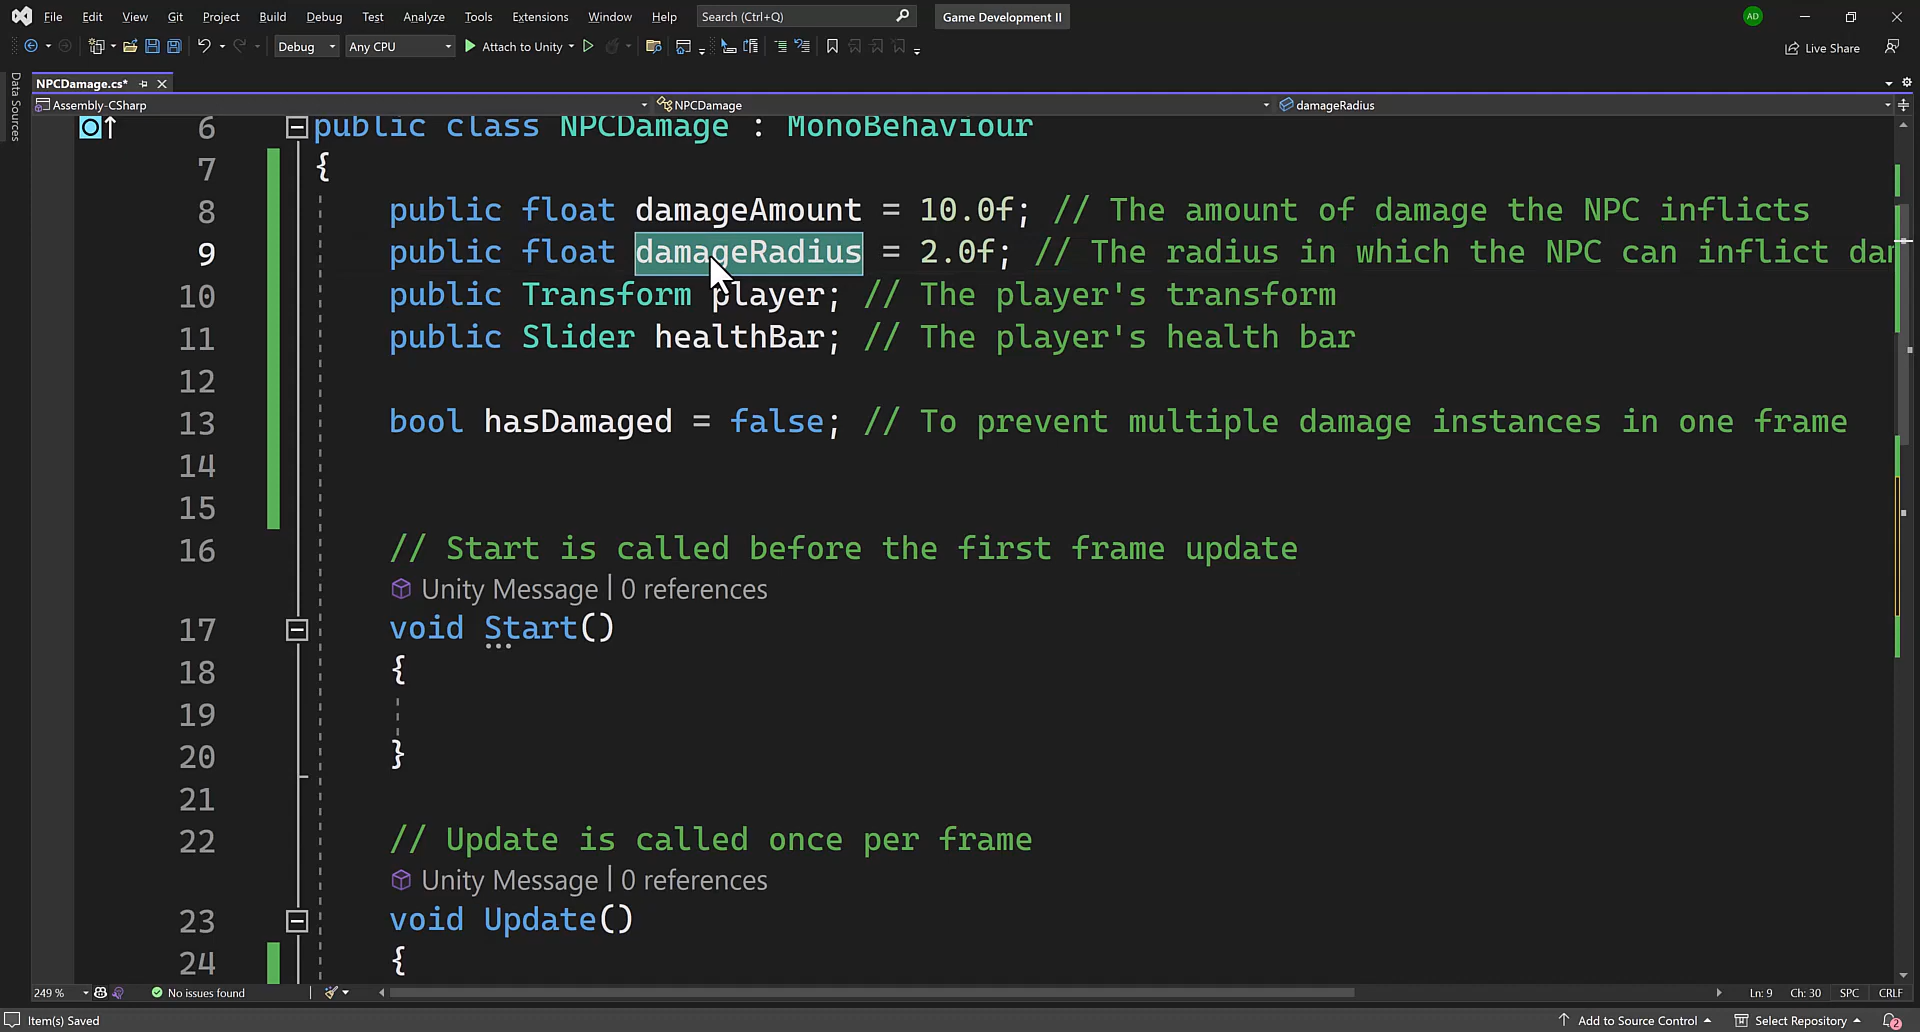 File Edit View Git Project Build Debug Test Analyze Tools Extensions Window Help Search (Ctrl+Q) Game Development II AD
Debug Any CPU Attach to Unity Live Share
Data Sources
NPCDamage.cs*
Assembly-CSharp NPCDamage damageRadius
6 public class NPCDamage : MonoBehaviour
7 {
8 public float damageAmount = 10.0f; // The amount of damage the NPC inflicts
9 public float damageRadius = 2.0f; // The radius in which the NPC can inflict dam
10 public Transform player; // The player's transform
11 public Slider healthBar; // The player's health bar
12
13 bool hasDamaged = false; // To prevent multiple damage instances in one frame
14
15
16 // Start is called before the first frame update
Unity Message | 0 references
17 void Start()
18 {
19
20 }
21
22 // Update is called once per frame
Unity Message | 0 references
23 void Update()
24 {
249 % No issues found Ln: 9 Ch: 30 SPC CRLF
Item(s) Saved Add to Source Control Select Repository 2